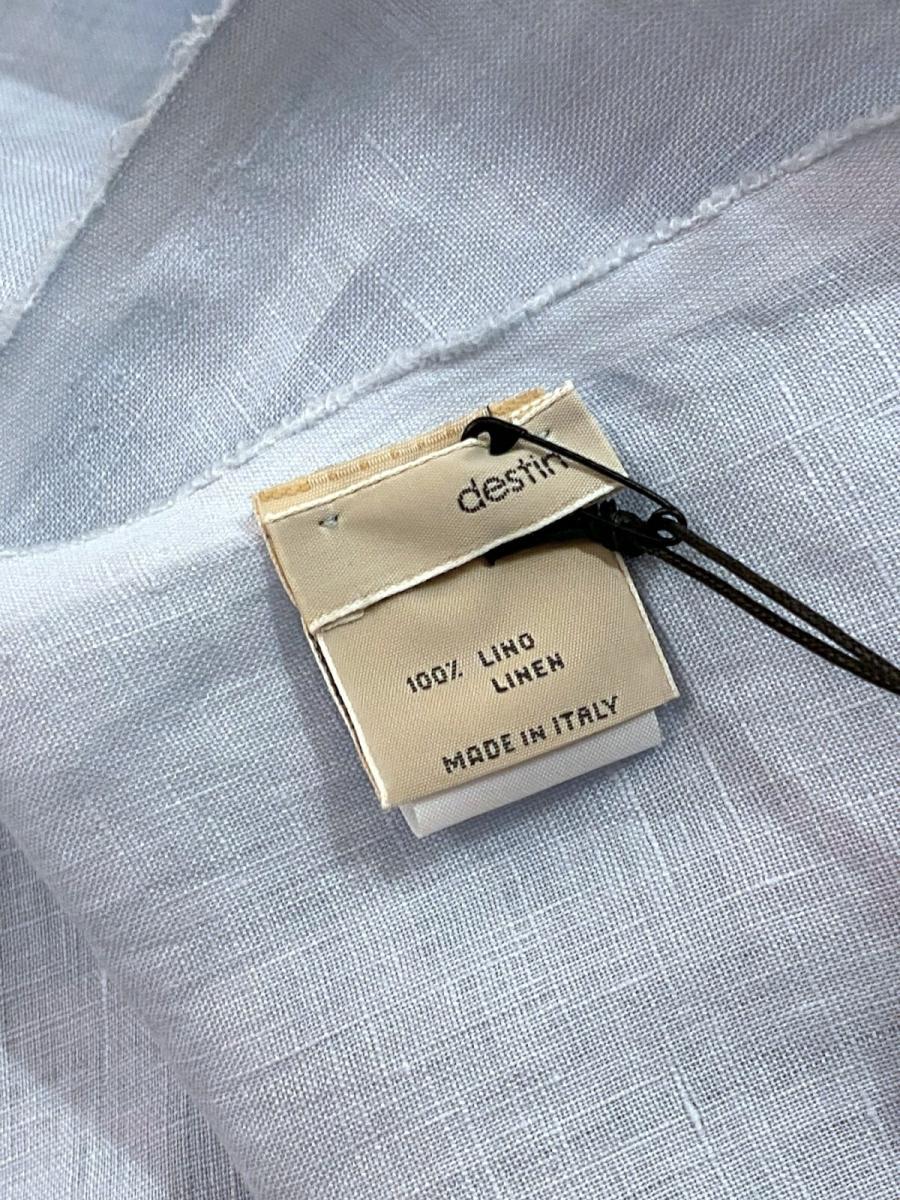 destin
100% LINO
LINEN
MADE IN ITALY